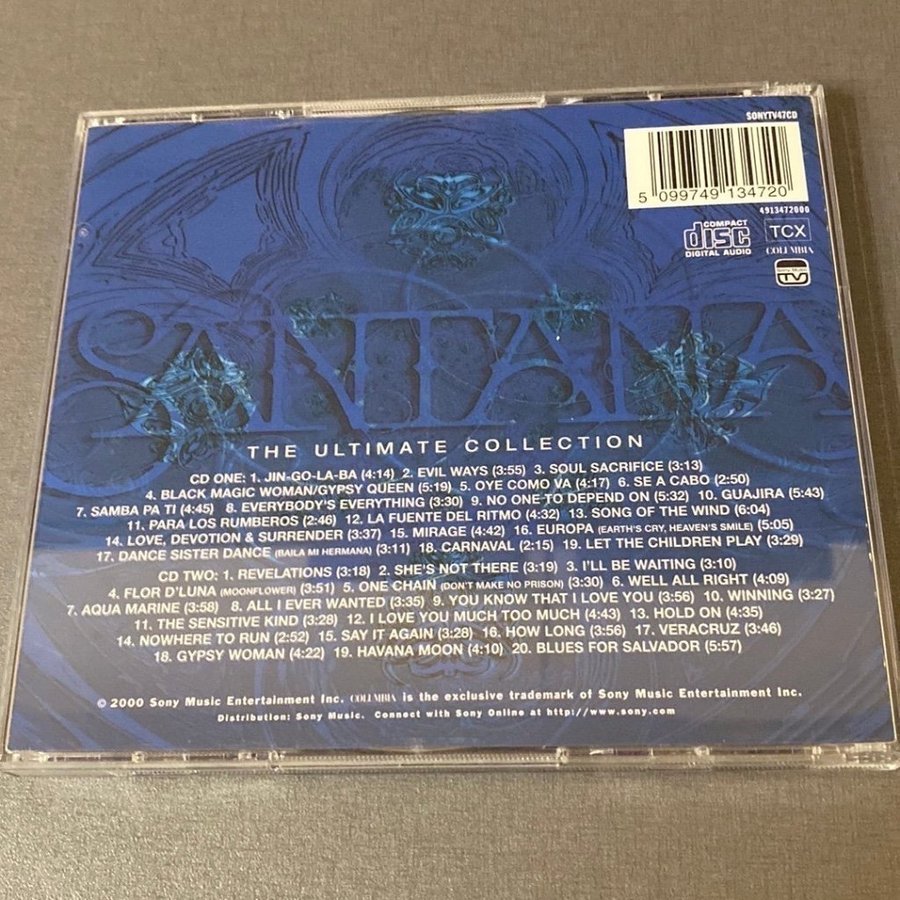 SONYTV47CD
5 099749 134720
4913472000
COMPACT
disc
DIGITAL AUDIO
TCX
COLUMBIA
Sony Music
TV
SANTANA
THE ULTIMATE COLLECTION
CD ONE: 1. JIN-GO-LA-BA (4:14) 2. EVIL WAYS (3:55) 3. SOUL SACRIFICE (3:13)
4. BLACK MAGIC WOMAN/GYPSY QUEEN (5:19) 5. OYE COMO VA (4:17) 6. SE A CABO (2:50)
7. SAMBA PA TI (4:45) 8. EVERYBODY'S EVERYTHING (3:30) 9. NO ONE TO DEPEND ON (5:32) 10. GUAJIRA (5:43)
11. PARA LOS RUMBEROS (2:46) 12. LA FUENTE DEL RITMO (4:32) 13. SONG OF THE WIND (6:04)
14. LOVE, DEVOTION & SURRENDER (3:37) 15. MIRAGE (4:42) 16. EUROPA (EARTH'S CRY, HEAVEN'S SMILE) (5:05)
17. DANCE SISTER DANCE (BAILA MI HERMANA) (3:11) 18. CARNAVAL (2:15) 19. LET THE CHILDREN PLAY (3:29)
CD TWO: 1. REVELATIONS (3:18) 2. SHE'S NOT THERE (3:19) 3. I'LL BE WAITING (3:10)
4. FLOR D'LUNA (MOONFLOWER) (3:51) 5. ONE CHAIN (DON'T MAKE NO PRISON) (3:30) 6. WELL ALL RIGHT (4:09)
7. AQUA MARINE (3:58) 8. ALL I EVER WANTED (3:35) 9. YOU KNOW THAT I LOVE YOU (3:56) 10. WINNING (3:27)
11. THE SENSITIVE KIND (3:28) 12. I LOVE YOU MUCH TOO MUCH (4:43) 13. HOLD ON (4:35)
14. NOWHERE TO RUN (2:52) 15. SAY IT AGAIN (3:28) 16. HOW LONG (3:56) 17. VERACRUZ (3:46)
18. GYPSY WOMAN (4:22) 19. HAVANA MOON (4:10) 20. BLUES FOR SALVADOR (5:57)
© 2000 Sony Music Entertainment Inc. COLUMBIA is the exclusive trademark of Sony Music Entertainment Inc.
Distribution: Sony Music. Connect with Sony Online at http://www.sony.com